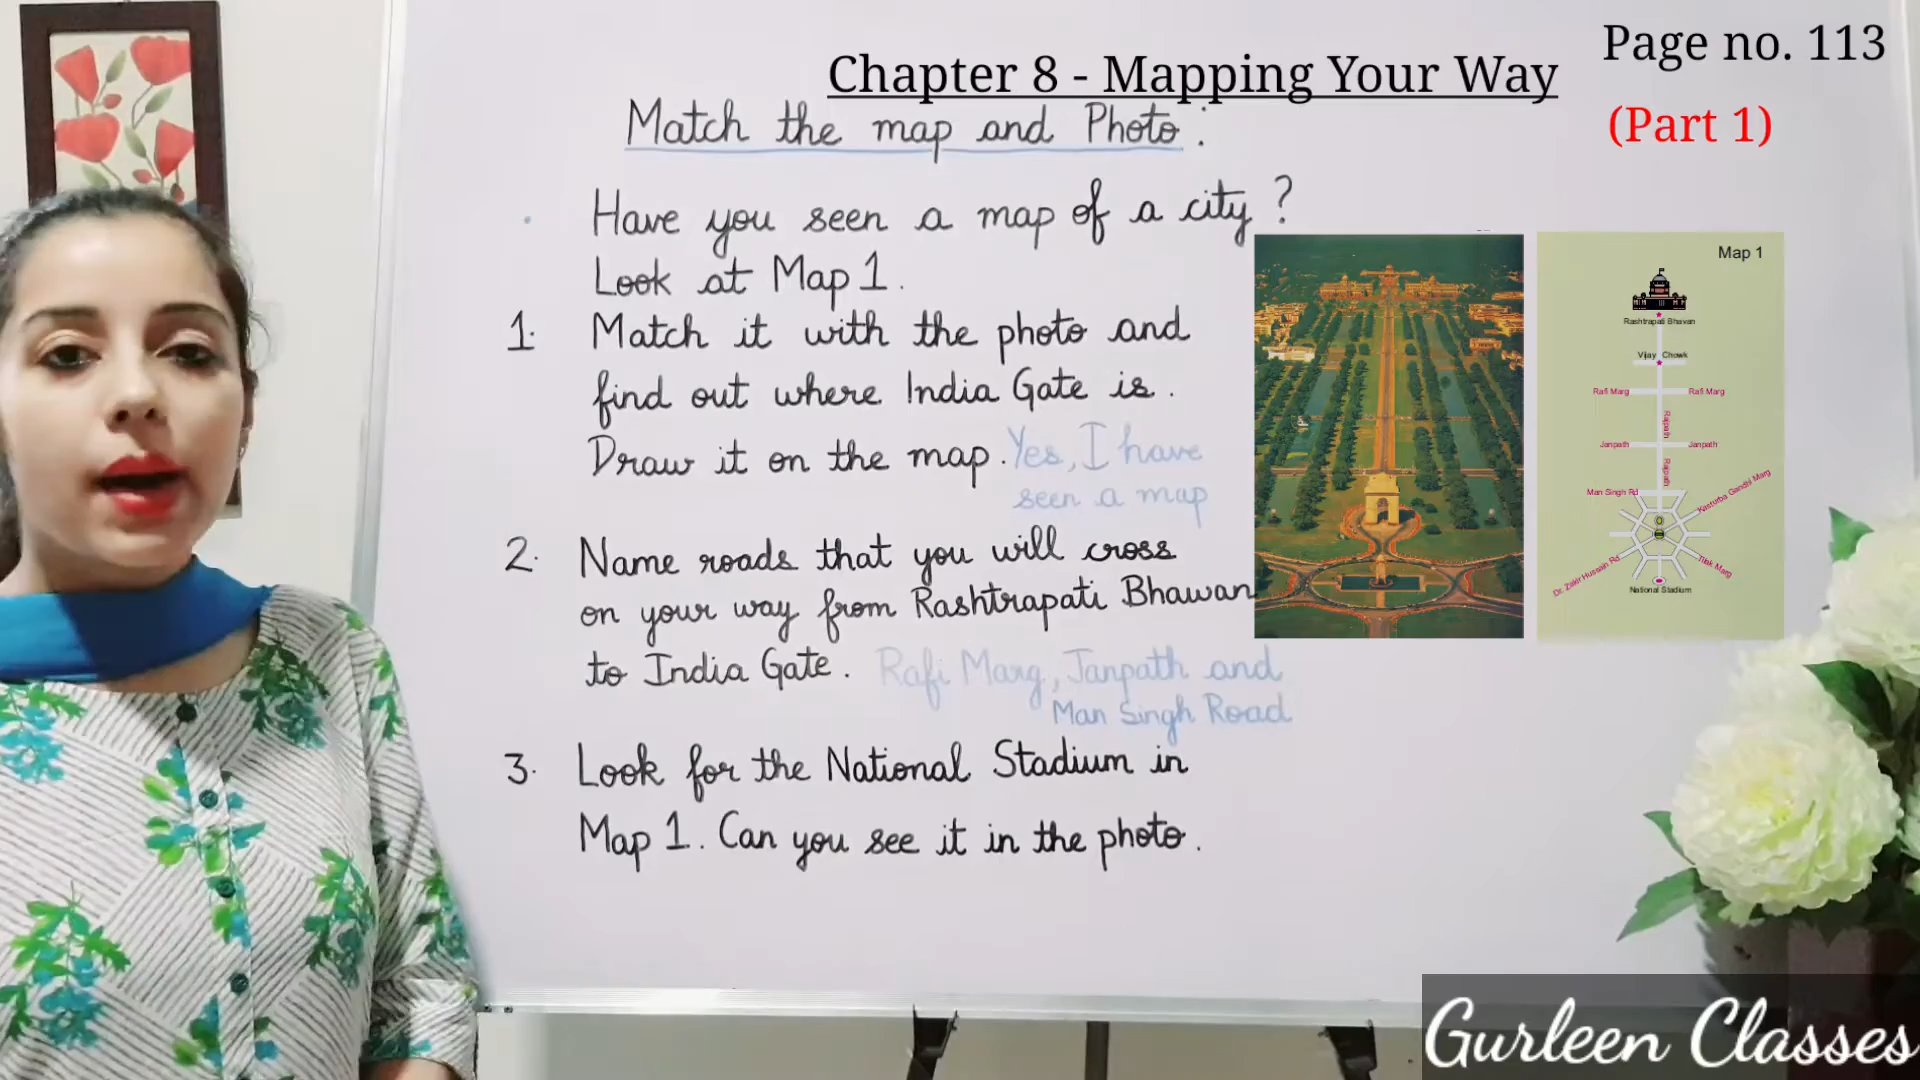 Page no. 113
Chapter 8 - Mapping Your Way
(Part 1)
Match the map and Photo :
Have you seen a map of a city ?
Look at Map 1.
1. Match it with the photo and
find out where India Gate is.
Draw it on the map. Yes, I have
seen a map
2. Name roads that you will cross
on your way from Rashtrapati Bhawan
to India Gate. Rafi Marg, Janpath and
Man Singh Road
3. Look for the National Stadium in
Map 1. Can you see it in the photo.
Map 1
Rashtrapati Bhavan
Vijay Chowk
Rafi Marg Rafi Marg
Rajpath
Janpath Janpath
Rajpath
Man Singh Rd
Kasturba Gandhi Marg
Dr. Zakir Hussain Rd
Tilak Marg
National Stadium
Gurleen Classes